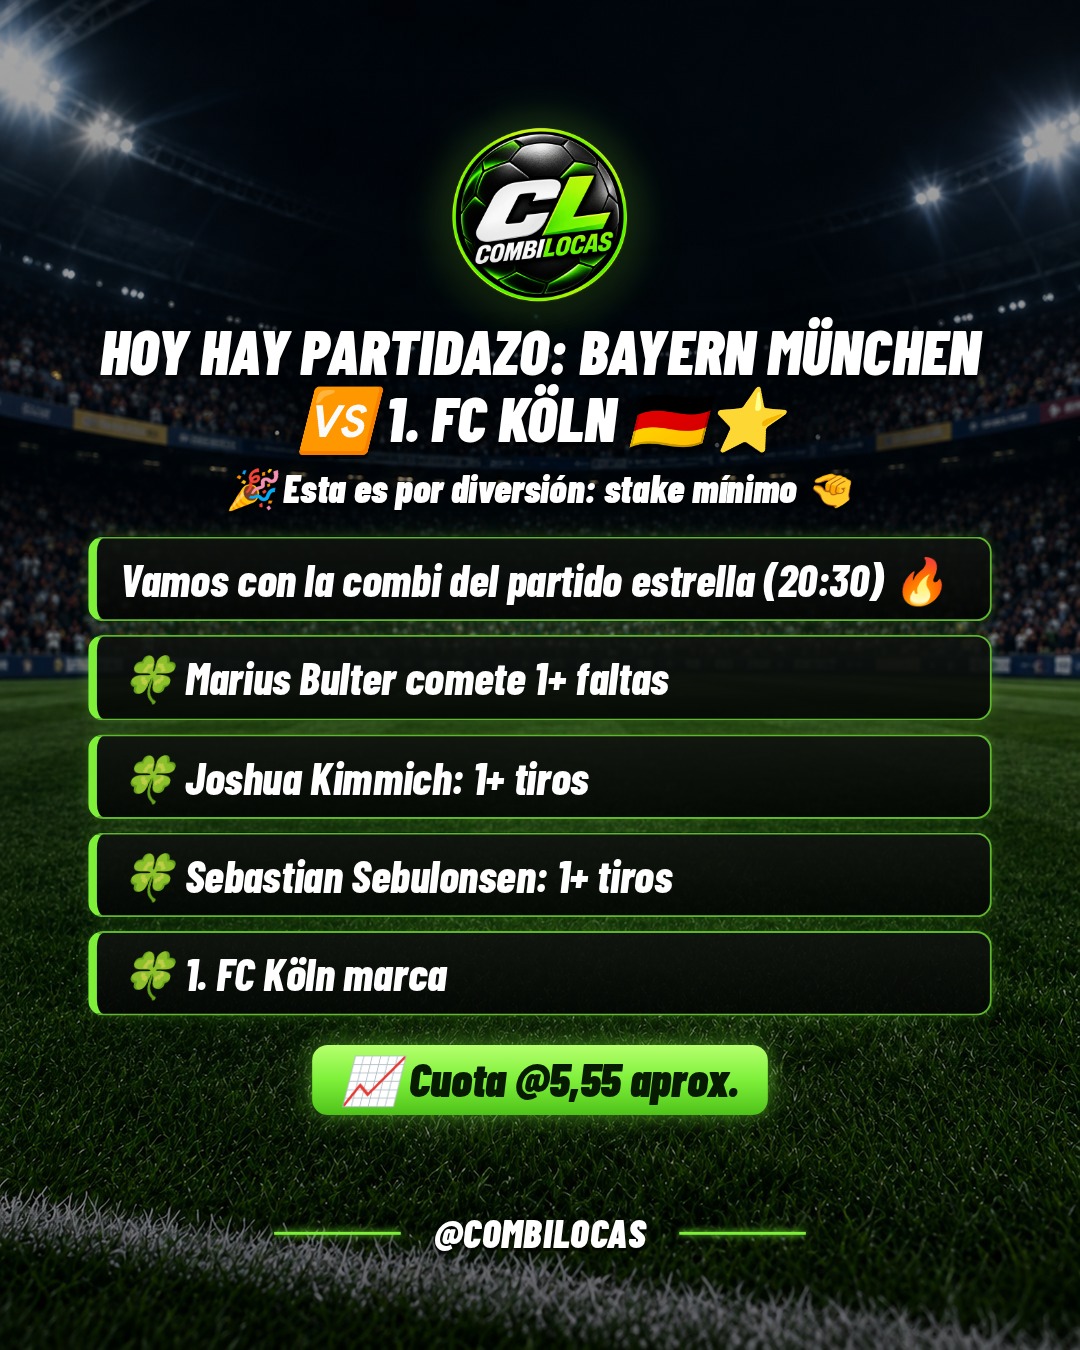 CL
COMBILOCAS
HOY HAY PARTIDAZO: BAYERN MÜNCHEN
🆚 1. FC KÖLN 🇩🇪⭐
🎉 Esta es por diversión: stake mínimo 🤏
Vamos con la combi del partido estrella (20:30) 🔥
🍀 Marius Bulter comete 1+ faltas
🍀 Joshua Kimmich: 1+ tiros
🍀 Sebastian Sebulonsen: 1+ tiros
🍀 1. FC Köln marca
📈 Cuota @5,55 aprox.
@COMBILOCAS